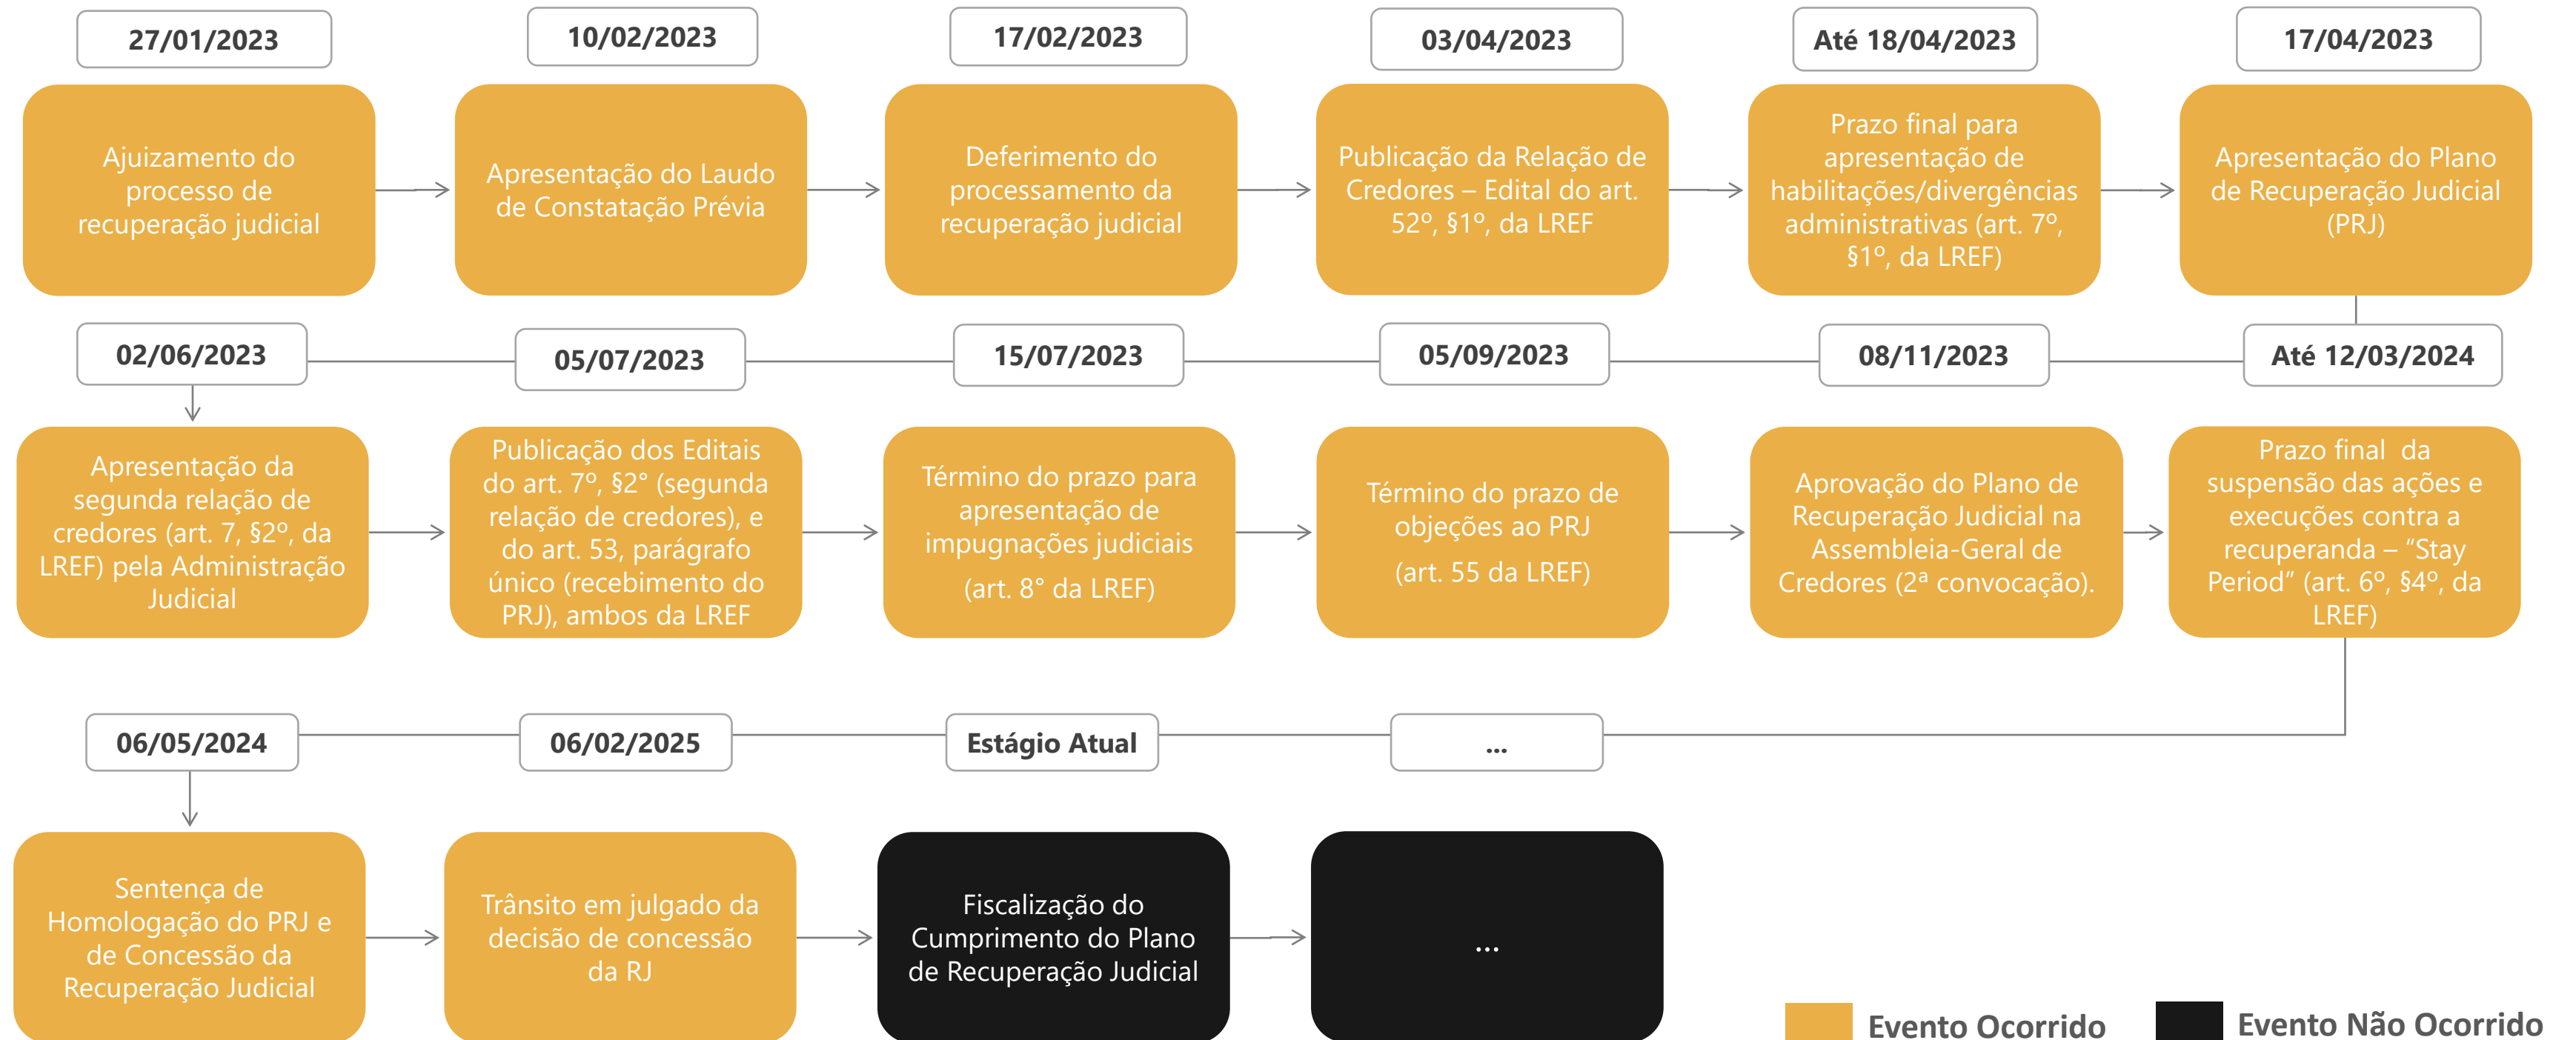 27/01/2023
10/02/2023
17/02/2023
03/04/2023
Até 18/04/2023
17/04/2023
Ajuizamento do
processo de
recuperação judicial
Apresentação do Laudo
de Constatação Prévia
Deferimento do
processamento da
recuperação judicial
Publicação da Relação de
Credores – Edital do art.
52º, §1º, da LREF
Prazo final para
apresentação de
habilitações/divergências
administrativas (art. 7º,
§1º, da LREF)
Apresentação do Plano
de Recuperação Judicial
(PRJ)
02/06/2023
05/07/2023
15/07/2023
05/09/2023
08/11/2023
Até 12/03/2024
Apresentação da
segunda relação de
credores (art. 7, §2º, da
LREF) pela Administração
Judicial
Publicação dos Editais
do art. 7º, §2° (segunda
relação de credores), e
do art. 53, parágrafo
único (recebimento do
PRJ), ambos da LREF
Término do prazo para
apresentação de
impugnações judiciais
(art. 8° da LREF)
Término do prazo de
objeções ao PRJ
(art. 55 da LREF)
Aprovação do Plano de
Recuperação Judicial na
Assembleia-Geral de
Credores (2ª convocação).
Prazo final da
suspensão das ações e
execuções contra a
recuperanda – “Stay
Period” (art. 6º, §4º, da
LREF)
06/05/2024
06/02/2025
Estágio Atual
...
Sentença de
Homologação do PRJ e
de Concessão da
Recuperação Judicial
Trânsito em julgado da
decisão de concessão
da RJ
Fiscalização do
Cumprimento do Plano
de Recuperação Judicial
...
Evento Ocorrido
Evento Não Ocorrido